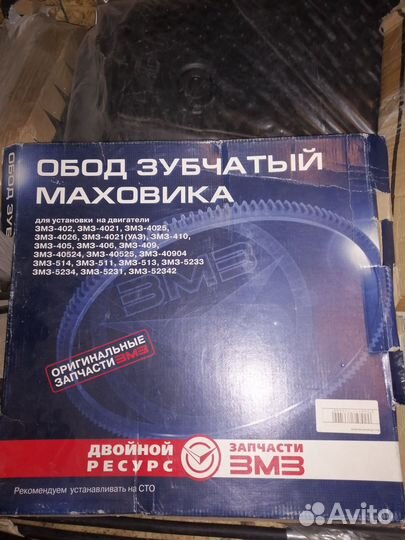 ОБОД ЗУБ
ОБОД ЗУБЧАТЫЙ
МАХОВИКА
для установки на двигатели
ЗМЗ-402, ЗМЗ-4021, ЗМЗ-4025,
ЗМЗ-4026, ЗМЗ-4021(УАЗ), ЗМЗ-410,
ЗМЗ-405, ЗМЗ-406, ЗМЗ-409,
ЗМЗ-40524, ЗМЗ-40525, ЗМЗ-40904
ЗМЗ-514, ЗМЗ-511, ЗМЗ-513, ЗМЗ-5233
ЗМЗ-5234, ЗМЗ-5231, ЗМЗ-52342
ЗМЗ
ОРИГИНАЛЬНЫЕ
ЗАПЧАСТИ ЗМЗ
ДВОЙНОЙ
РЕСУРС
ЗАПЧАСТИ
ЗМЗ
Рекомендуем устанавливать на СТО
Avito